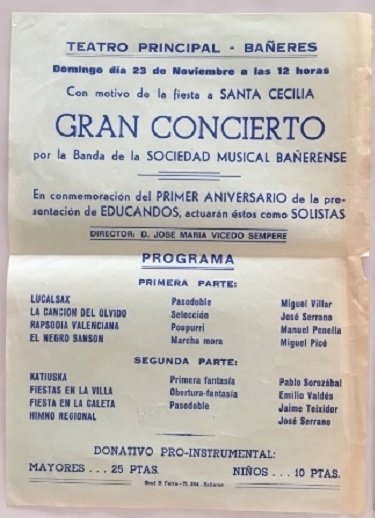 TEATRO PRINCIPAL - BAÑERES
Domingo día 23 de Noviembre a las 12 horas
Con motivo de la fiesta a SANTA CECILIA
GRAN CONCIERTO
por la Banda de la SOCIEDAD MUSICAL BAÑERENSE
En conmemoración del PRIMER ANIVERSARIO de la pre-
sentación de EDUCANDOS, actuarán éstos como SOLISTAS
DIRECTOR: D. JOSE MARIA VICEDO SEMPERE
PROGRAMA
PRIMERA PARTE:
LUCALSAX Pasodoble Miguel Villar
LA CANCION DEL OLVIDO Selección José Serrano
RAPSODIA VALENCIANA Poupurri Manuel Penella
EL NEGRO SANSON Marcha mora Miguel Picó
SEGUNDA PARTE:
KATIUSKA Primera fantasía Pablo Sorozábal
FIESTAS EN LA VILLA Obertura-fantasía Emilio Valdés
FIESTA EN LA CALETA Pasodoble Jaime Teixidor
HIMNO REGIONAL José Serrano
DONATIVO PRO-INSTRUMENTAL:
MAYORES . . . 25 PTAS. NIÑOS . . . 10 PTAS.